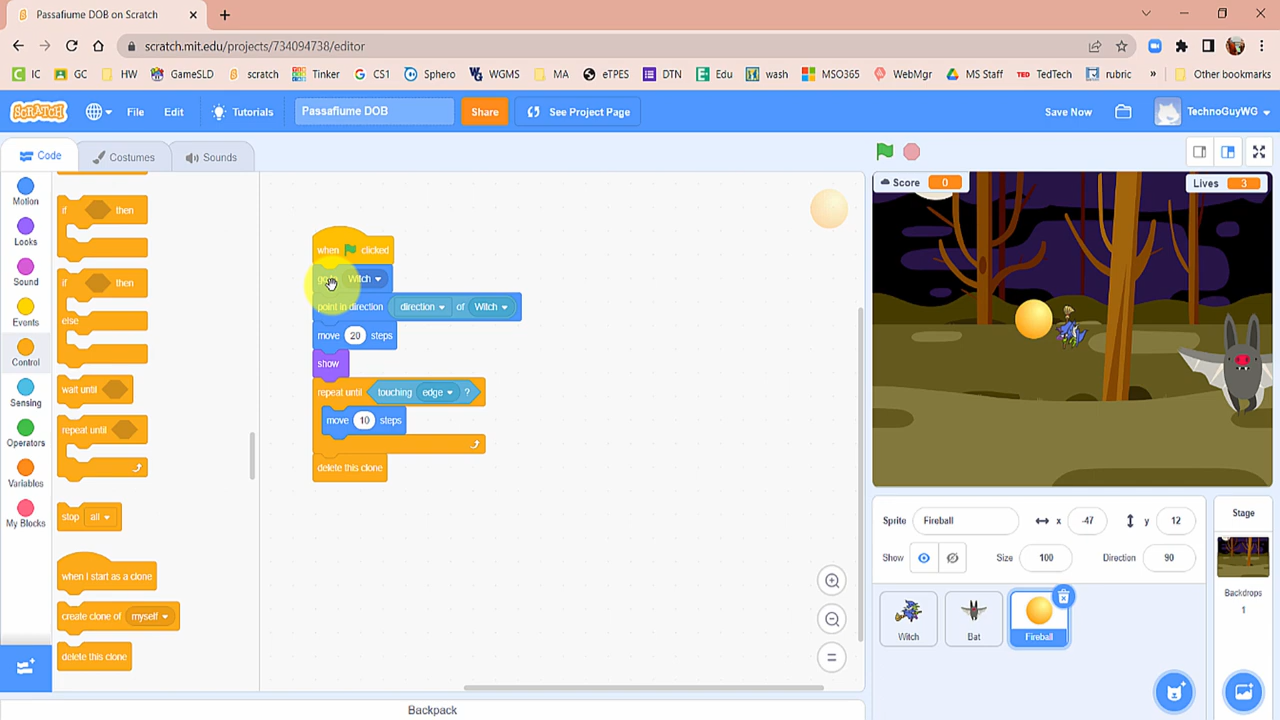 Passafiume DOB on Scratch
scratch.mit.edu/projects/734094738/editor
IC GC HW GameSLD scratch Tinker CS1 Sphero WGMS MA eTPES DTN Edu wash MSO365 WebMgr MS Staff TED TedTech rubric » Other bookmarks
SCRATCH File Edit Tutorials Passafiume DOB Share See Project Page Save Now TechnoGuyWG
Code Costumes Sounds
Motion
Looks
Sound
Events
Control
Sensing
Operators
Variables
My Blocks
if then
if then
else
wait until
repeat until
stop all
when I start as a clone
create clone of myself
delete this clone
when clicked
go to Witch
point in direction direction of Witch
move 20 steps
show
repeat until touching edge ?
move 10 steps
delete this clone
Score 0 Lives 3
Sprite Fireball x -47 y 12
Show Size 100 Direction 90
Witch Bat Fireball
Stage
Backdrops
1
Backpack